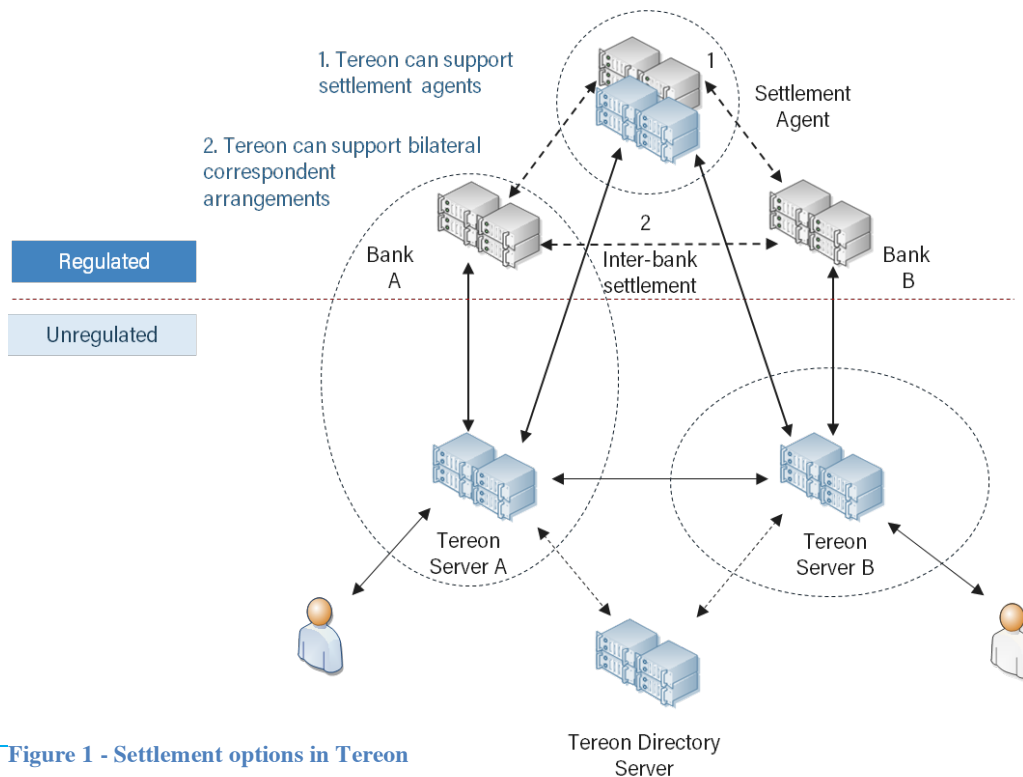 1. Tereon can support
settlement agents
1
Settlement
Agent
2. Tereon can support bilateral
correspondent
arrangements
2
Regulated
Bank
A
Inter-bank
settlement
Bank
B
Unregulated
Tereon
Server A
Tereon
Server B
Tereon Directory
Server
Figure 1 - Settlement options in Tereon